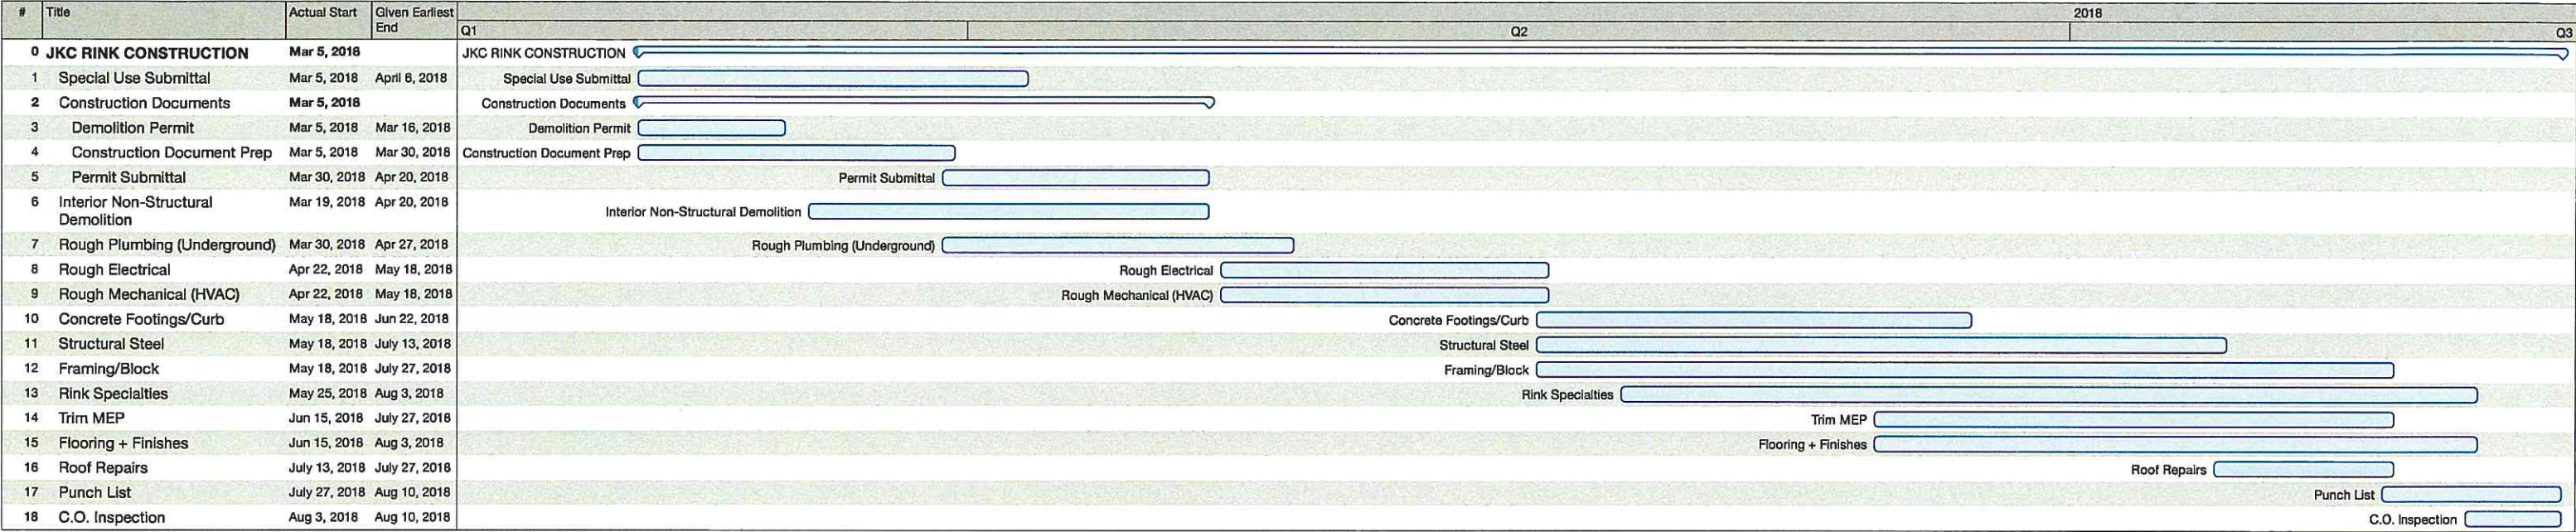 # Title Actual Start Given Earliest 2018
End Q1 Q2 Q3
0 JKC RINK CONSTRUCTION Mar 5, 2018 JKC RINK CONSTRUCTION
1 Special Use Submittal Mar 5, 2018 April 6, 2018 Special Use Submittal
2 Construction Documents Mar 5, 2018 Construction Documents
3 Demolition Permit Mar 5, 2018 Mar 16, 2018 Demolition Permit
4 Construction Document Prep Mar 5, 2018 Mar 30, 2018 Construction Document Prep
5 Permit Submittal Mar 30, 2018 Apr 20, 2018 Permit Submittal
6 Interior Non-Structural Mar 19, 2018 Apr 20, 2018 Interior Non-Structural Demolition
Demolition
7 Rough Plumbing (Underground) Mar 30, 2018 Apr 27, 2018 Rough Plumbing (Underground)
8 Rough Electrical Apr 22, 2018 May 18, 2018 Rough Electrical
9 Rough Mechanical (HVAC) Apr 22, 2018 May 18, 2018 Rough Mechanical (HVAC)
10 Concrete Footings/Curb May 18, 2018 Jun 22, 2018 Concrete Footings/Curb
11 Structural Steel May 18, 2018 July 13, 2018 Structural Steel
12 Framing/Block May 18, 2018 July 27, 2018 Framing/Block
13 Rink Specialties May 25, 2018 Aug 3, 2018 Rink Specialties
14 Trim MEP Jun 15, 2018 July 27, 2018 Trim MEP
15 Flooring + Finishes Jun 15, 2018 Aug 3, 2018 Flooring + Finishes
16 Roof Repairs July 13, 2018 July 27, 2018 Roof Repairs
17 Punch List July 27, 2018 Aug 10, 2018 Punch List
18 C.O. Inspection Aug 3, 2018 Aug 10, 2018 C.O. Inspection